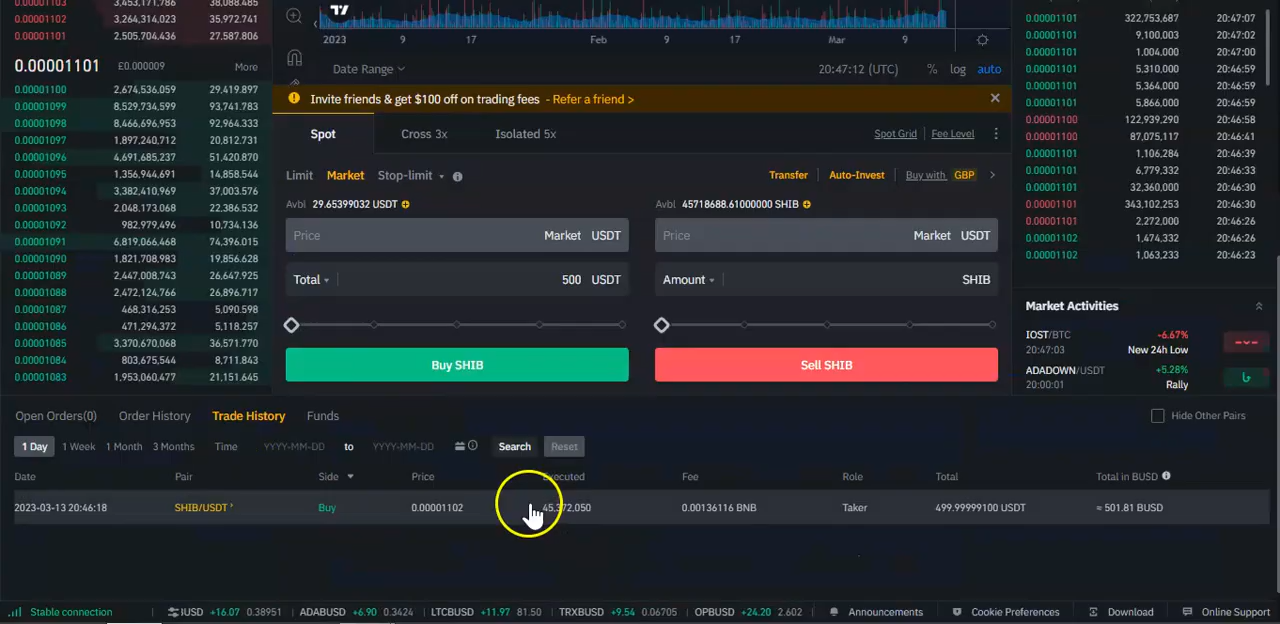 0.00001103 3,453,171,786 38,088.485
0.00001102 3,264,314,023 35,972.741
0.00001101 2,505,704,436 27,587.806
0.00001101 £0.000009 More
0.00001100 2,674,536,059 29,419.897
0.00001099 8,529,734,599 93,741.783
0.00001098 8,466,696,953 92,964.333
0.00001097 1,897,240,712 20,812.731
0.00001096 4,691,685,237 51,420.870
0.00001095 1,356,944,691 14,858.544
0.00001094 3,382,410,969 37,003.576
0.00001093 2,048,173,068 22,386.532
0.00001092 982,979,496 10,734.136
0.00001091 6,819,066,468 74,396.015
0.00001090 1,821,708,983 19,856.628
0.00001089 2,447,008,743 26,647.925
0.00001088 2,472,124,766 26,896.717
0.00001087 468,316,253 5,090.598
0.00001086 471,294,372 5,118.257
0.00001085 3,370,670,068 36,571.770
0.00001084 803,675,544 8,711.843
0.00001083 1,953,060,477 21,151.645
2023 9 17 Feb 9 17 Mar 9
Date Range 20:47:12 (UTC) % log auto
Invite friends & get $100 off on trading fees - Refer a friend >
Spot Cross 3x Isolated 5x Spot Grid Fee Level
Limit Market Stop-limit Transfer Auto-Invest Buy with GBP
Avbl 29.65399032 USDT Avbl 45718688.61000000 SHIB
Price Market USDT Price Market USDT
Total 500 USDT Amount SHIB
Buy SHIB Sell SHIB
0.00001101 322,753,687 20:47:07
0.00001101 9,100,003 20:47:02
0.00001101 1,004,000 20:47:00
0.00001101 5,310,000 20:46:59
0.00001101 5,364,000 20:46:59
0.00001101 5,866,000 20:46:59
0.00001100 122,939,290 20:46:58
0.00001100 87,075,117 20:46:41
0.00001101 1,106,284 20:46:39
0.00001101 6,779,332 20:46:33
0.00001101 32,360,000 20:46:30
0.00001101 343,102,253 20:46:30
0.00001101 2,272,000 20:46:26
0.00001102 1,474,332 20:46:26
0.00001102 1,063,233 20:46:23
Market Activities
IOST/BTC -6.67%
20:47:03 New 24h Low
ADADOWN/USDT +5.28%
20:00:01 Rally
Open Orders(0) Order History Trade History Funds Hide Other Pairs
1 Day 1 Week 1 Month 3 Months Time YYYY-MM-DD to YYYY-MM-DD Search Reset
Date Pair Side Price Executed Fee Role Total Total in BUSD
2023-03-13 20:46:18 SHIB/USDT Buy 0.00001102 45,372,050 0.00136116 BNB Taker 499.99999100 USDT ≈ 501.81 BUSD
Stable connection IUSD +16.07 0.38951 ADABUSD +6.90 0.3424 LTCBUSD +11.97 81.50 TRXBUSD +9.54 0.06705 OPBUSD +24.20 2.602 Announcements Cookie Preferences Download Online Support